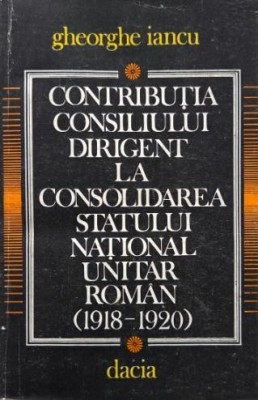 gheorghe iancu
CONTRIBUȚIA
CONSILIULUI
DIRIGENT
LA
CONSOLIDAREA
STATULUI
NAȚIONAL
UNITAR
ROMÂN
(1918-1920)
dacia